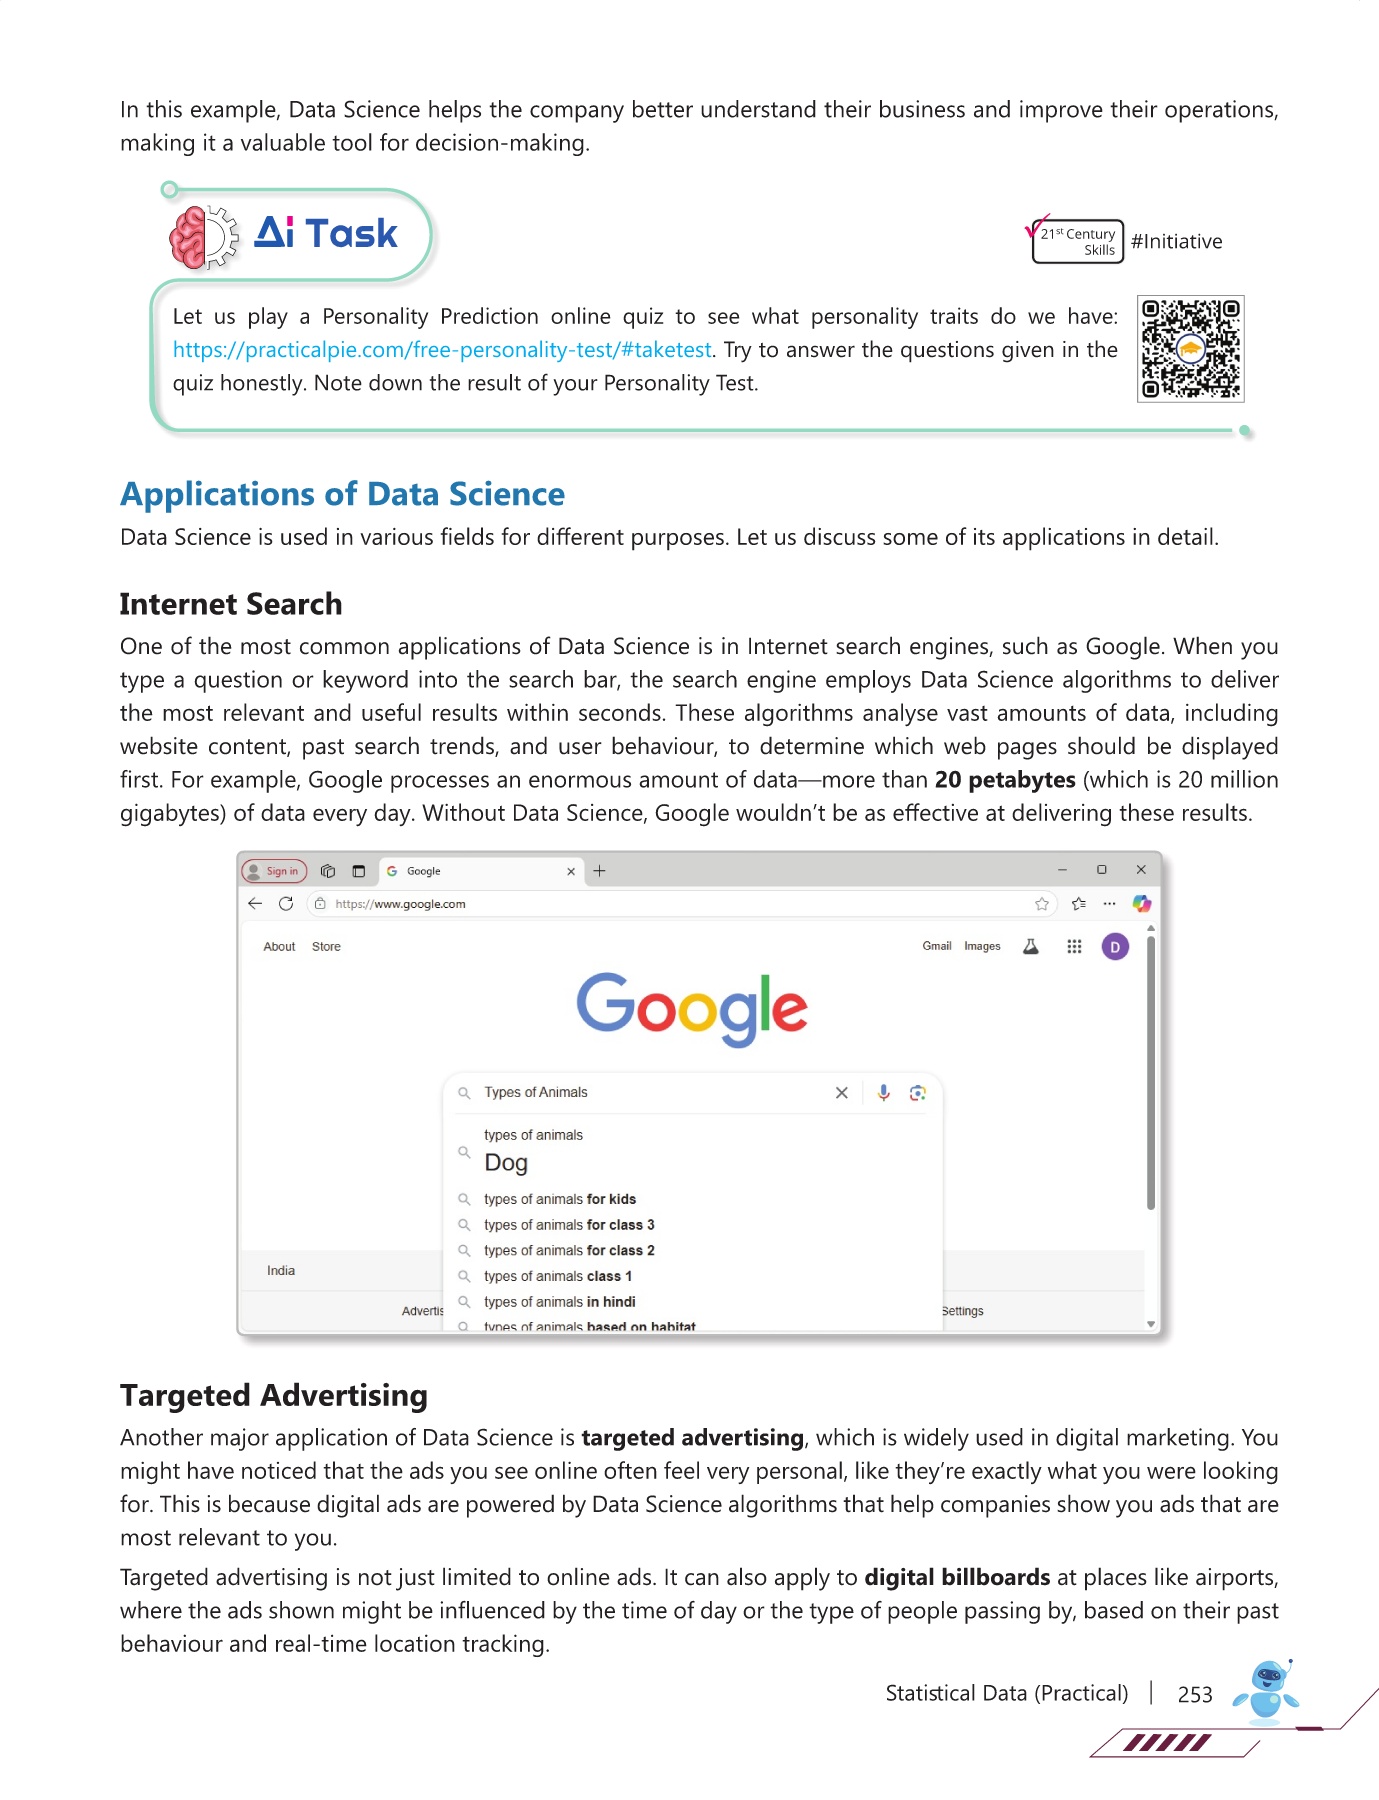 In this example, Data Science helps the company better understand their business and improve their operations,
making it a valuable tool for decision-making.
Ai Task
21st Century
Skills
#Initiative
Let us play a Personality Prediction online quiz to see what personality traits do we have:
https://practicalpie.com/free-personality-test/#taketest. Try to answer the questions given in the
quiz honestly. Note down the result of your Personality Test.
Applications of Data Science
Data Science is used in various fields for different purposes. Let us discuss some of its applications in detail.
Internet Search
One of the most common applications of Data Science is in Internet search engines, such as Google. When you
type a question or keyword into the search bar, the search engine employs Data Science algorithms to deliver
the most relevant and useful results within seconds. These algorithms analyse vast amounts of data, including
website content, past search trends, and user behaviour, to determine which web pages should be displayed
first. For example, Google processes an enormous amount of data—more than 20 petabytes (which is 20 million
gigabytes) of data every day. Without Data Science, Google wouldn't be as effective at delivering these results.
Sign in
Google
https://www.google.com
About Store
Gmail Images
D
Google
Types of Animals
types of animals
Dog
types of animals for kids
types of animals for class 3
types of animals for class 2
types of animals class 1
types of animals in hindi
types of animals based on habitat
India
Advertis
Settings
Targeted Advertising
Another major application of Data Science is targeted advertising, which is widely used in digital marketing. You
might have noticed that the ads you see online often feel very personal, like they're exactly what you were looking
for. This is because digital ads are powered by Data Science algorithms that help companies show you ads that are
most relevant to you.
Targeted advertising is not just limited to online ads. It can also apply to digital billboards at places like airports,
where the ads shown might be influenced by the time of day or the type of people passing by, based on their past
behaviour and real-time location tracking.
Statistical Data (Practical) | 253